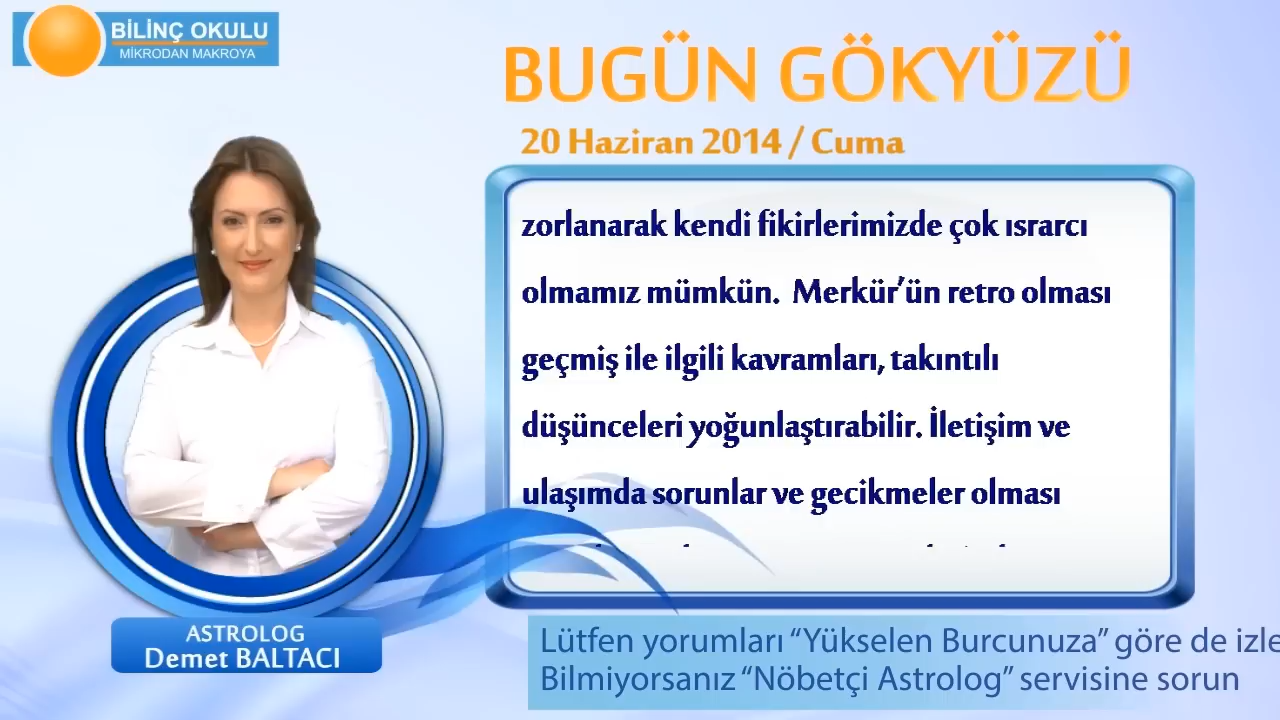 BİLİNÇ OKULU
MİKRODAN MAKROYA
BUGÜN GÖKYÜZÜ
20 Haziran 2014 / Cuma
zorlanarak kendi fikirlerimizde çok ısrarcı
olmamız mümkün. Merkür’ün retro olması
geçmiş ile ilgili kavramları, takıntılı
düşünceleri yoğunlaştırabilir. İletişim ve
ulaşımda sorunlar ve gecikmeler olması
ASTROLOG
Demet BALTACI
Lütfen yorumları “Yükselen Burcunuza” göre de izle
Bilmiyorsanız “Nöbetçi Astrolog” servisine sorun